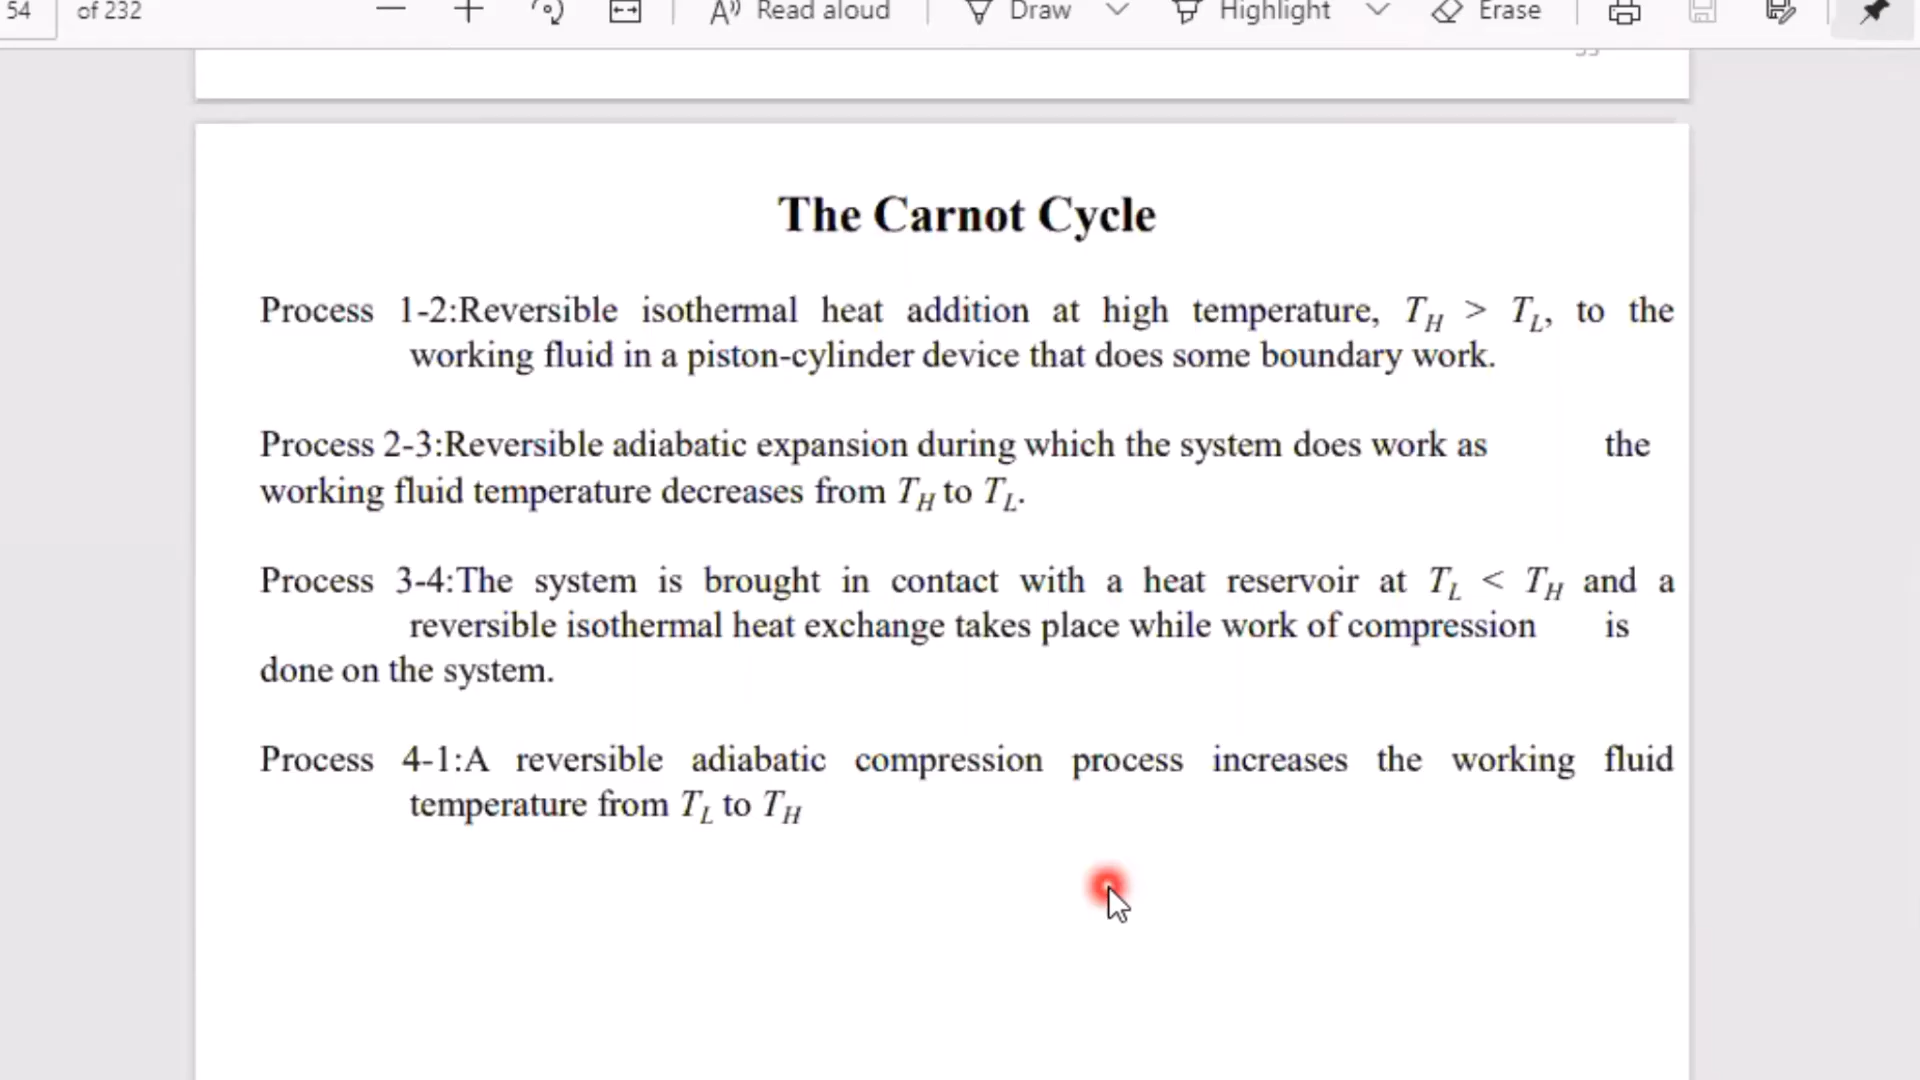 54 of 232 Read aloud Draw Highlight Erase
The Carnot Cycle
Process 1-2:Reversible isothermal heat addition at high temperature, T_H > T_L, to the
working fluid in a piston-cylinder device that does some boundary work.
Process 2-3:Reversible adiabatic expansion during which the system does work as the
working fluid temperature decreases from T_H to T_L.
Process 3-4:The system is brought in contact with a heat reservoir at T_L < T_H and a
reversible isothermal heat exchange takes place while work of compression is
done on the system.
Process 4-1:A reversible adiabatic compression process increases the working fluid
temperature from T_L to T_H